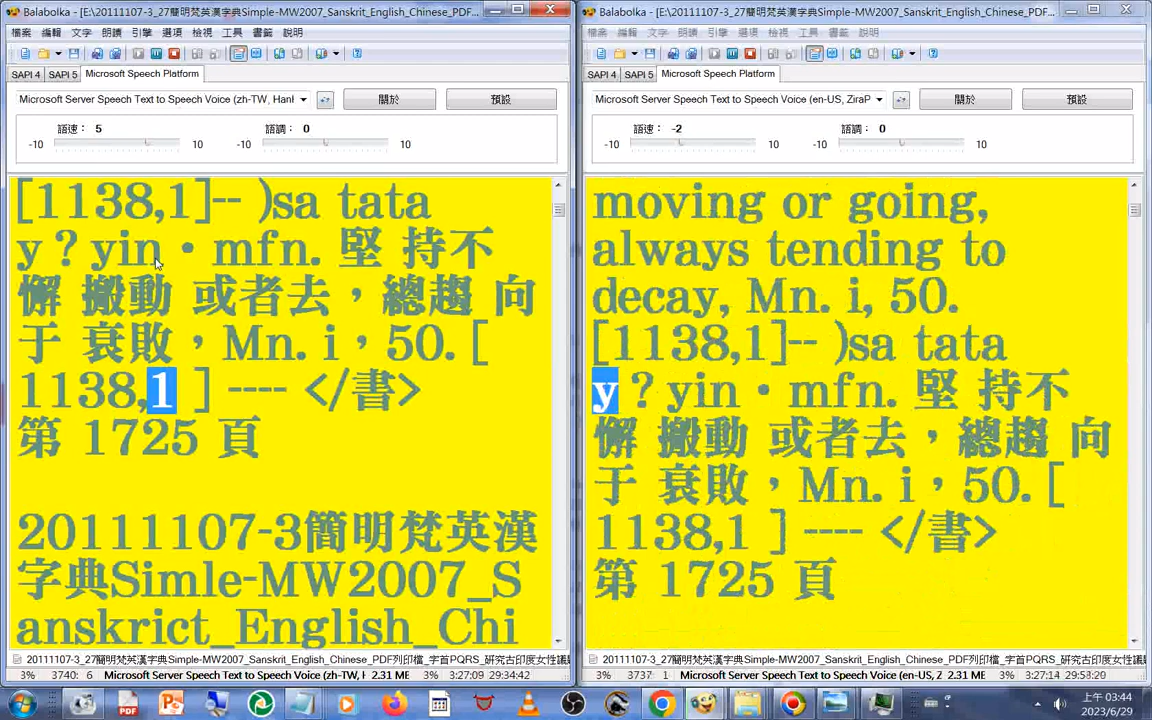 Balabolka - [E:\20111107-3_27簡明梵英漢字典Simple-MW2007_Sanskrit_English_Chinese_PDF...
檔案 編輯 文字 朗讀 引擎 選項 檢視 工具 書籤 說明
SAPI 4 SAPI 5 Microsoft Speech Platform
Microsoft Server Speech Text to Speech Voice (zh-TW, Hanl
關於 預設
語速： 5 語調： 0
-10 10 -10 10
[1138,1]-- )sa tata
y？yin・mfn. 堅 持不
懈 搬動 或者去，總趨 向
于 衰敗，Mn. i，50. [
1138,1 ] ---- </書>
第 1725 頁
20111107-3簡明梵英漢
字典Simle-MW2007_S
anskrict_English_Chi
20111107-3_27簡明梵英漢字典Simple-MW2007_Sanskrit_English_Chinese_PDF列印檔_字首PQRS_研究古印度女性議題
3% 3740: 6 Microsoft Server Speech Text to Speech Voice (zh-TW, H 2.31 MB 3% 3:27:09 29:34:42
Balabolka - [E:\20111107-3_27簡明梵英漢字典Simple-MW2007_Sanskrit_English_Chinese_PDF...
檔案 編輯 文字 朗讀 引擎 選項 檢視 工具 書籤 說明
SAPI 4 SAPI 5 Microsoft Speech Platform
Microsoft Server Speech Text to Speech Voice (en-US, ZiraP
關於 預設
語速： -2 語調： 0
-10 10 -10 10
moving or going,
always tending to
decay, Mn. i, 50.
[1138,1]-- )sa tata
y？yin・mfn. 堅 持不
懈 搬動 或者去，總趨 向
于 衰敗，Mn. i，50. [
1138,1 ] ---- </書>
第 1725 頁
20111107-3_27簡明梵英漢字典Simple-MW2007_Sanskrit_English_Chinese_PDF列印檔_字首PQRS_研究古印度女性議
3% 3737: 1 Microsoft Server Speech Text to Speech Voice (en-US, Z 2.31 MB 3% 3:27:14
上午 03:44
2023/6/29